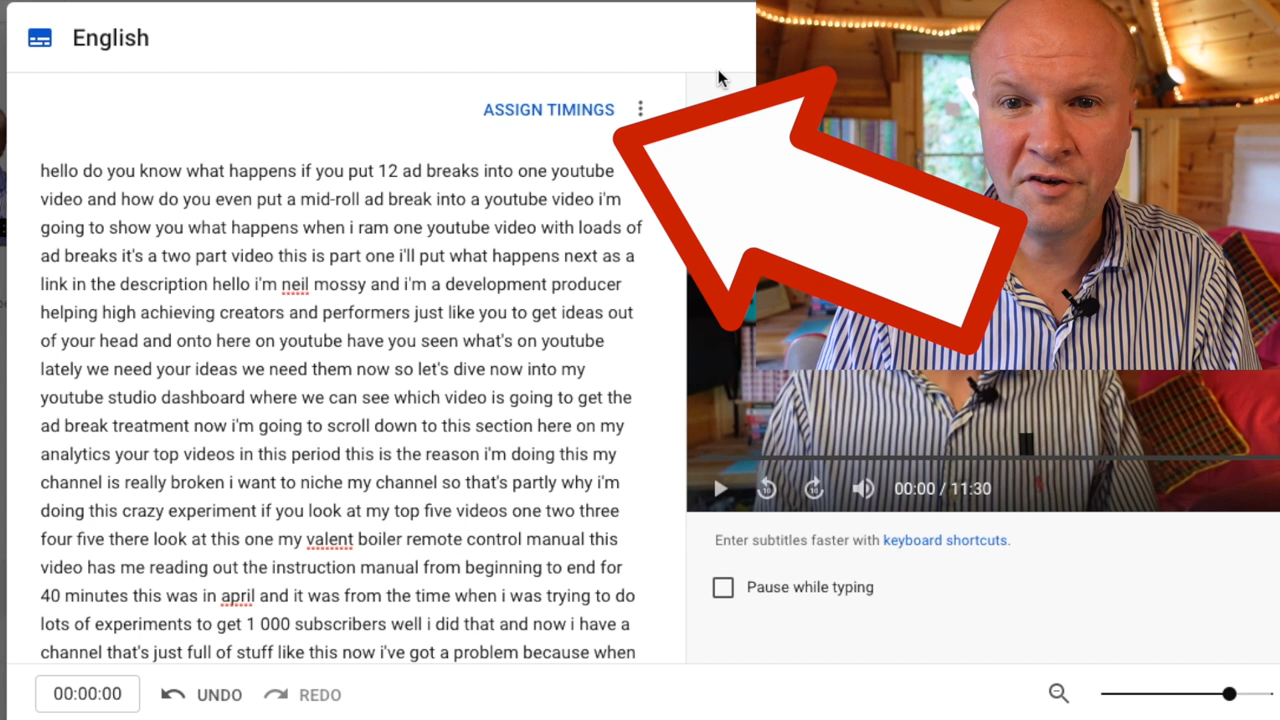 English
ASSIGN TIMINGS
hello do you know what happens if you put 12 ad breaks into one youtube
video and how do you even put a mid-roll ad break into a youtube video i'm
going to show you what happens when i ram one youtube video with loads of
ad breaks it's a two part video this is part one i'll put what happens next as a
link in the description hello i'm neil mossy and i'm a development producer
helping high achieving creators and performers just like you to get ideas out
of your head and onto here on youtube have you seen what's on youtube
lately we need your ideas we need them now so let's dive now into my
youtube studio dashboard where we can see which video is going to get the
ad break treatment now i'm going to scroll down to this section here on my
analytics your top videos in this period this is the reason i'm doing this my
channel is really broken i want to niche my channel so that's partly why i'm
doing this crazy experiment if you look at my top five videos one two three
four five there look at this one my valent boiler remote control manual this
video has me reading out the instruction manual from beginning to end for
40 minutes this was in april and it was from the time when i was trying to do
lots of experiments to get 1 000 subscribers well i did that and now i have a
channel that's just full of stuff like this now i've got a problem because when
10
10
00:00 / 11:30
Enter subtitles faster with keyboard shortcuts.
Pause while typing
00:00:00
UNDO
REDO